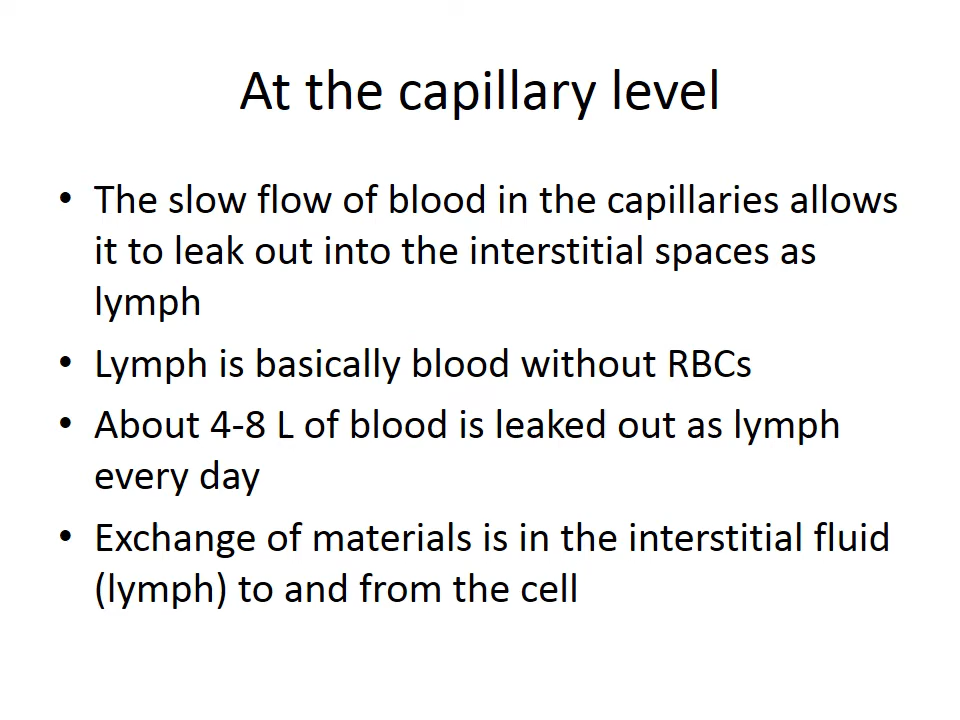 At the capillary level
• The slow flow of blood in the capillaries allows
it to leak out into the interstitial spaces as
lymph
• Lymph is basically blood without RBCs
• About 4-8 L of blood is leaked out as lymph
every day
• Exchange of materials is in the interstitial fluid
(lymph) to and from the cell